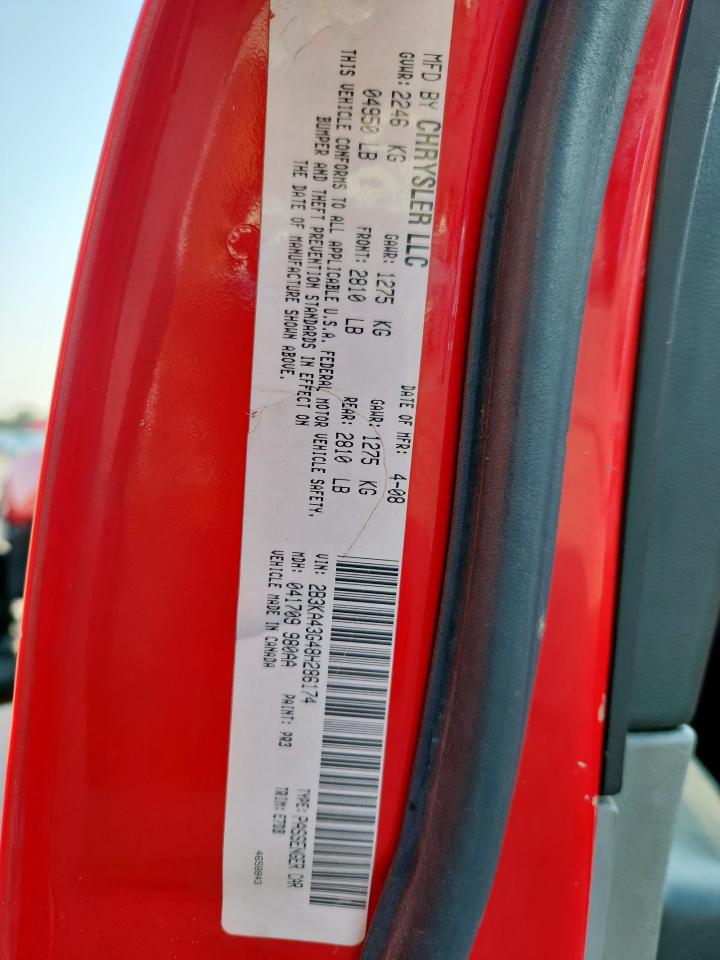 MFD BY CHRYSLER LLC
DATE OF MFR: 4-08
GVWR: 2246 KG GAWR: 1275 KG GAWR: 1275 KG
04950 LB FRONT: 2810 LB REAR: 2810 LB
THIS VEHICLE CONFORMS TO ALL APPLICABLE U.S.A. FEDERAL MOTOR VEHICLE SAFETY,
BUMPER AND THEFT PREVENTION STANDARDS IN EFFECT ON
THE DATE OF MANUFACTURE SHOWN ABOVE.
VIN: 2B3KA43G48H286174 TYPE: PASSENGER CAR
MDH: 041709 980AA PAINT: PR3 TRIM: E7DB
VEHICLE MADE IN CANADA
4658843